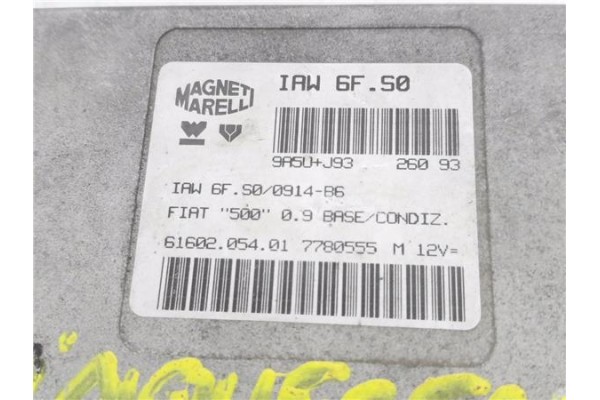 MAGNETI
MARELLI
IAW 6F.S0
9A5U+J93 260 93
IAW 6F.S0/0914-B6
FIAT "500" 0.9 BASE/CONDIZ.
61602.054.01 7780555 M 12V=